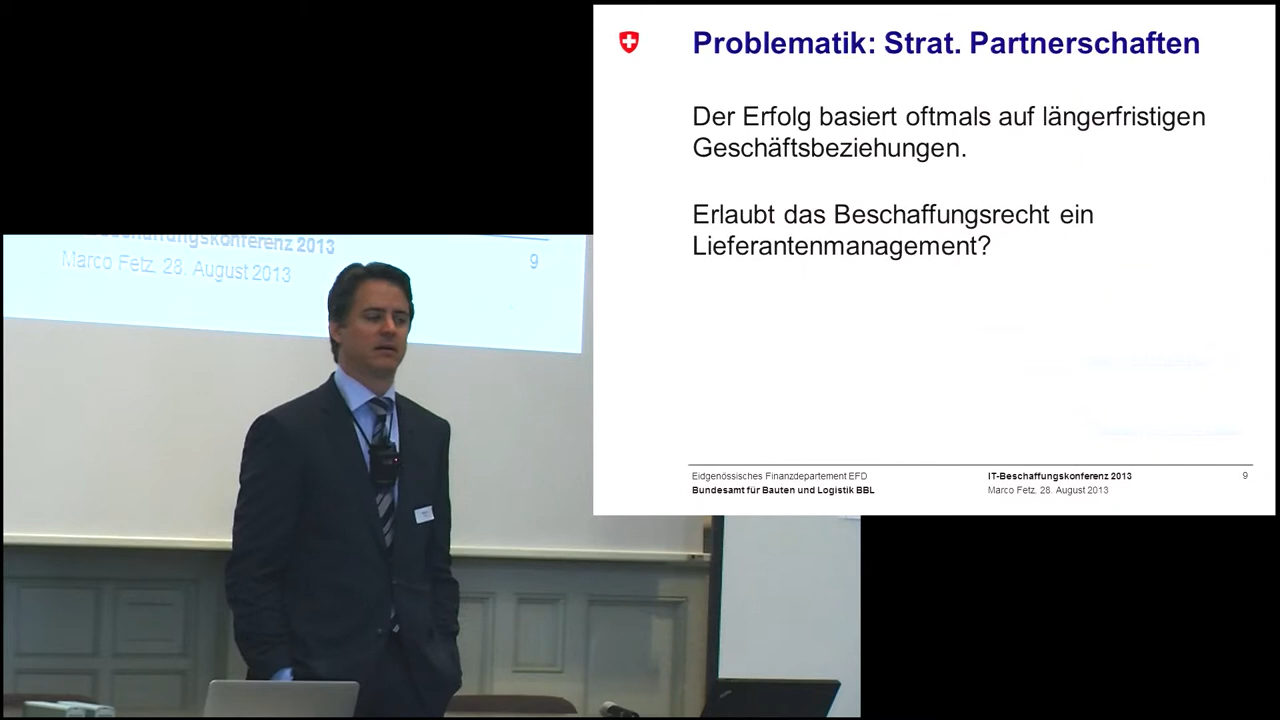 Problematik: Strat. Partnerschaften
Der Erfolg basiert oftmals auf längerfristigen
Geschäftsbeziehungen.
Erlaubt das Beschaffungsrecht ein
Lieferantenmanagement?
Eidgenössisches Finanzdepartement EFD
Bundesamt für Bauten und Logistik BBL
IT-Beschaffungskonferenz 2013
Marco Fetz, 28. August 2013
9
Beschaffungskonferenz 2013
Marco Fetz, 28. August 2013
9